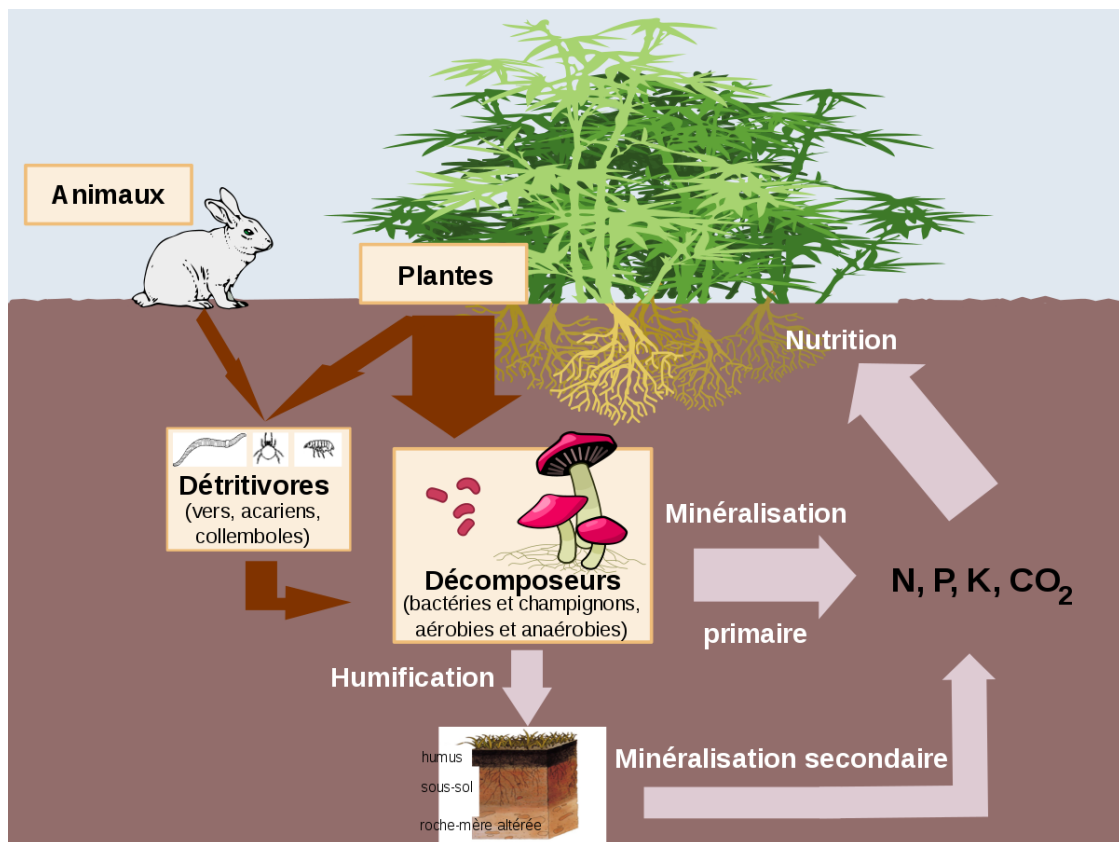 Animaux
Plantes
Nutrition
Détritivores
(vers, acariens,
collemboles)
Minéralisation
primaire
N, P, K, CO2
Décomposeurs
(bactéries et champignons,
aérobies et anaérobies)
Humification
humus
sous-sol
roche-mère altérée
Minéralisation secondaire